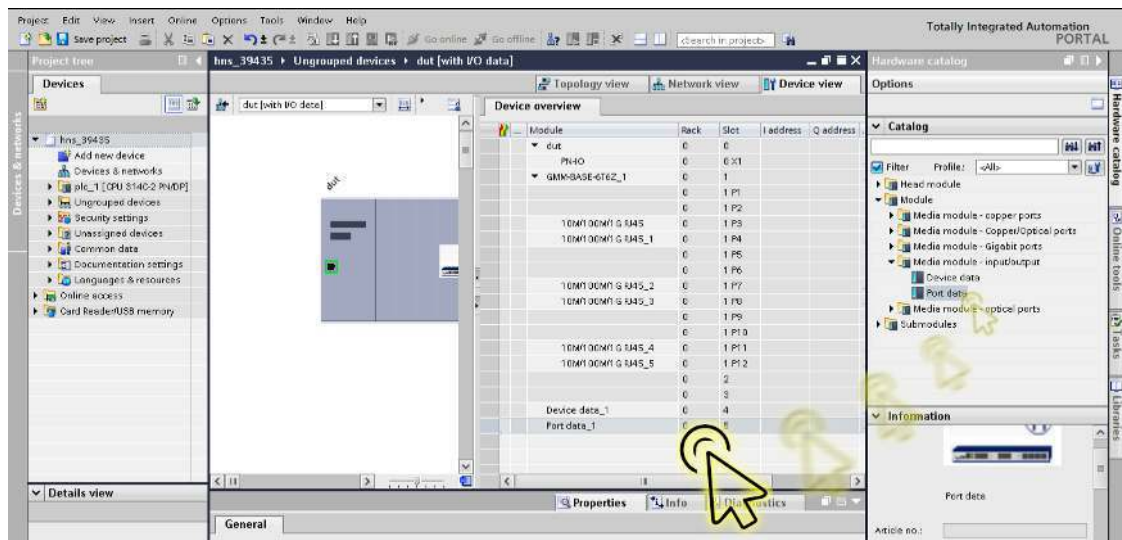 Project Edit View Insert Online Options Tools Window Help
Totally Integrated Automation
PORTAL
Save project Go online Go offline <Search in project>
Project tree
hns_39435 ▸ Ungrouped devices ▸ dut [with I/O data]
Hardware catalog
Devices
Topology view Network view Device view
Options
dut [with I/O data]
Device overview
Module Rack Slot I address Q address
Catalog
Filter Profile: <All>
Head module
Module
Media module - copper ports
Media module - Copper/Optical ports
Media module - Gigabit ports
Media module - input/output
Device data
Port data
Media module - optical ports
Submodules
hns_39435
Add new device
Devices & networks
plc_1 [CPU 314C-2 PN/DP]
Ungrouped devices
Security settings
Unassigned devices
Common data
Documentation settings
Languages & resources
Online access
Card Reader/USB memory
dut
dut 0 0
PN-IO 0 0 X1
GMM-BASE-6T6Z_1 0 1
0 1 P1
0 1 P2
10M/100M/1G RJ45 0 1 P3
10M/100M/1G RJ45_1 0 1 P4
0 1 P5
0 1 P6
10M/100M/1G RJ45_2 0 1 P7
10M/100M/1G RJ45_3 0 1 P8
0 1 P9
0 1 P10
10M/100M/1G RJ45_4 0 1 P11
10M/100M/1G RJ45_5 0 1 P12
0 2
0 3
Device data_1 0 4
Port data_1
Information
Port data
Article no.:
Details view
Properties Info Diagnostics
General
Devices & networks
Hardware catalog
Online tools
Tasks
Libraries